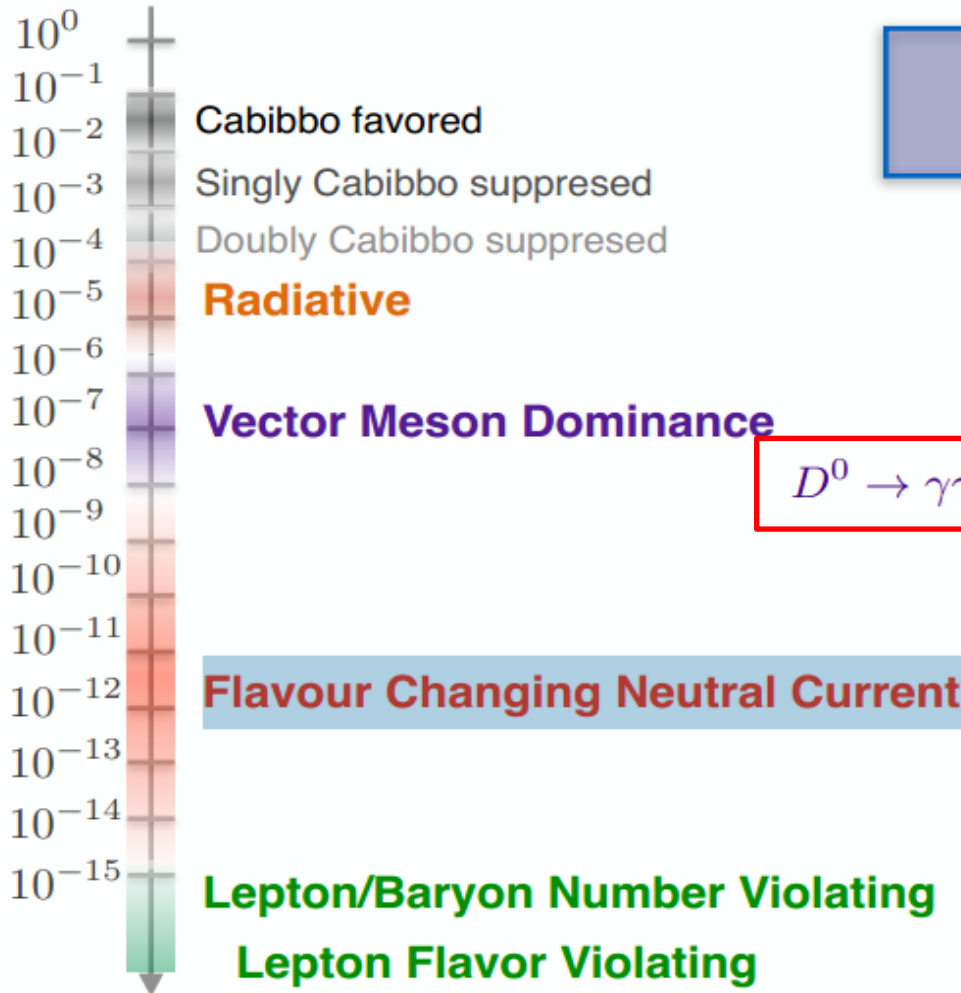 10⁰
10⁻¹
Cabibbo favored
10⁻²
Singly Cabibbo suppresed
10⁻³
Doubly Cabibbo suppresed
10⁻⁴
Radiative
10⁻⁵
10⁻⁶
10⁻⁷
Vector Meson Dominance
10⁻⁸
D⁰ → γ
10⁻⁹
10⁻¹⁰
10⁻¹¹
10⁻¹²
Flavour Changing Neutral Current
10⁻¹³
10⁻¹⁴
10⁻¹⁵
Lepton/Baryon Number Violating
Lepton Flavor Violating